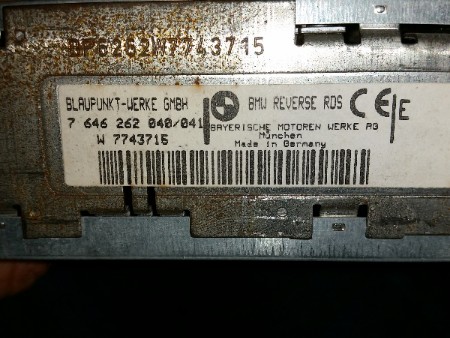 BP6262W7743715
BLAUPUNKT-WERKE GMBH
7 646 262 040/041
W 7743715
BMW REVERSE RDS CE E
BAYERISCHE MOTOREN WERKE AG
München
Made in Germany